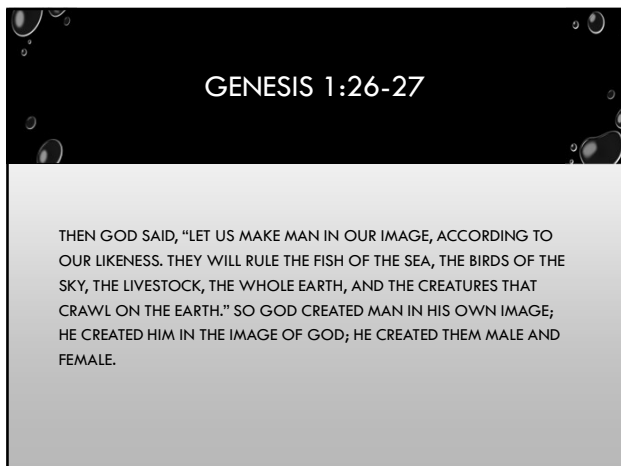 GENESIS 1:26-27
THEN GOD SAID, “LET US MAKE MAN IN OUR IMAGE, ACCORDING TO
OUR LIKENESS. THEY WILL RULE THE FISH OF THE SEA, THE BIRDS OF THE
SKY, THE LIVESTOCK, THE WHOLE EARTH, AND THE CREATURES THAT
CRAWL ON THE EARTH.” SO GOD CREATED MAN IN HIS OWN IMAGE;
HE CREATED HIM IN THE IMAGE OF GOD; HE CREATED THEM MALE AND
FEMALE.